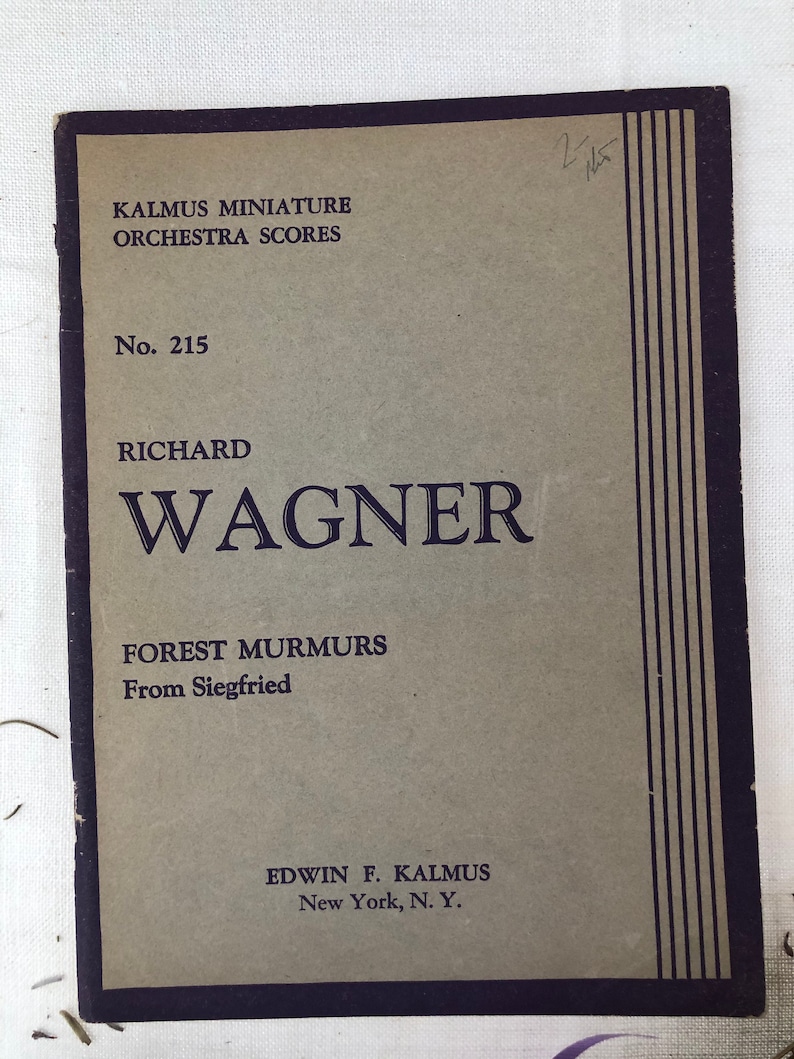 KALMUS MINIATURE
ORCHESTRA SCORES
No. 215
RICHARD
WAGNER
FOREST MURMURS
From Siegfried
EDWIN F. KALMUS
New York, N. Y.